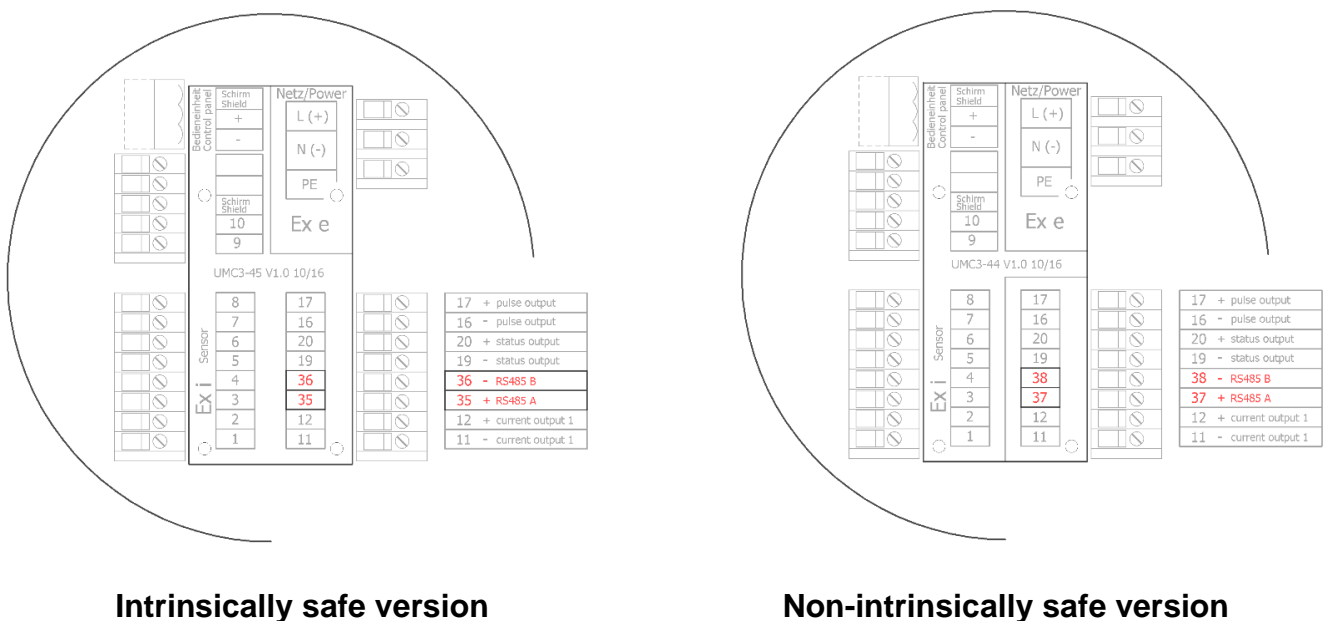 Bedieneinheit
Control panel
Schirm
Shield
+
-
Schirm
Shield
10
9
Netz/Power
L (+)
N (-)
PE
Ex e
UMC3-45 V1.0 10/16
Ex i Sensor
8
7
6
5
4
3
2
1
17
16
20
19
36
35
12
11
17 + pulse output
16 - pulse output
20 + status output
19 - status output
36 - RS485 B
35 + RS485 A
12 + current output 1
11 - current output 1
Intrinsically safe version
Bedieneinheit
Control panel
Schirm
Shield
+
-
Schirm
Shield
10
9
Netz/Power
L (+)
N (-)
PE
Ex e
UMC3-44 V1.0 10/16
Ex i Sensor
8
7
6
5
4
3
2
1
17
16
20
19
38
37
12
11
17 + pulse output
16 - pulse output
20 + status output
19 - status output
38 - RS485 B
37 + RS485 A
12 + current output 1
11 - current output 1
Non-intrinsically safe version